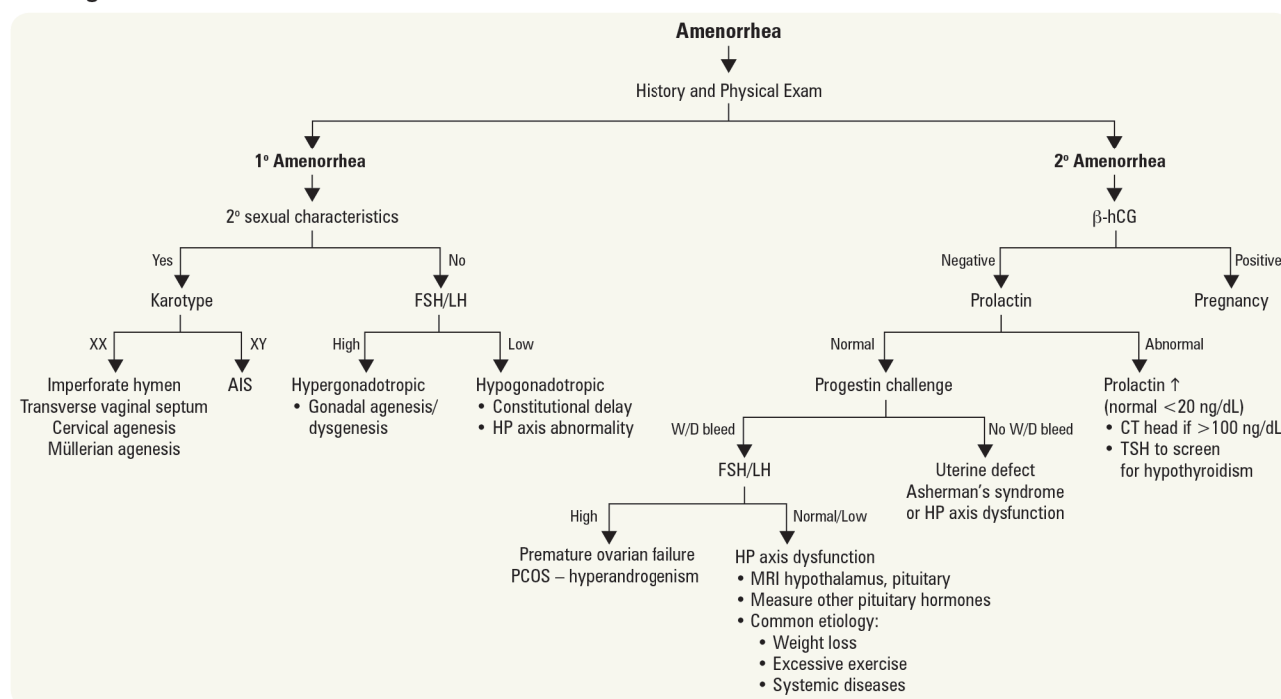 Amenorrhea
History and Physical Exam
1º Amenorrhea
2º Amenorrhea
2º sexual characteristics
β-hCG
Yes
No
Negative
Positive
Karotype
FSH/LH
Prolactin
Pregnancy
XX
XY
High
Low
Normal
Abnormal
Imperforate hymen
Transverse vaginal septum
Cervical agenesis
Müllerian agenesis
AIS
Hypergonadotropic
• Gonadal agenesis/
dysgenesis
Hypogonadotropic
• Constitutional delay
• HP axis abnormality
Progestin challenge
Prolactin ↑
(normal <20 ng/dL)
• CT head if >100 ng/dL
• TSH to screen
for hypothyroidism
W/D bleed
No W/D bleed
FSH/LH
Uterine defect
Asherman's syndrome
or HP axis dysfunction
High
Normal/Low
Premature ovarian failure
PCOS – hyperandrogenism
HP axis dysfunction
• MRI hypothalamus, pituitary
• Measure other pituitary hormones
• Common etiology:
• Weight loss
• Excessive exercise
• Systemic diseases